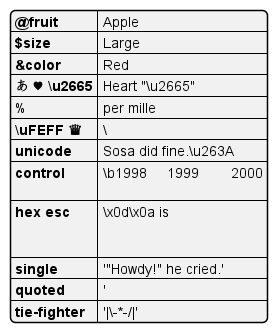 @fruit Apple
$size Large
&color Red
あ ♥ \u2665 Heart "\u2665"
% per mille
\uFEFF ♛ \
unicode Sosa did fine.\u263A
control \b1998 1999 2000
hex esc \x0d\x0a is
single '"Howdy!" he cried.'
quoted '
tie-fighter '|\-*-/|'